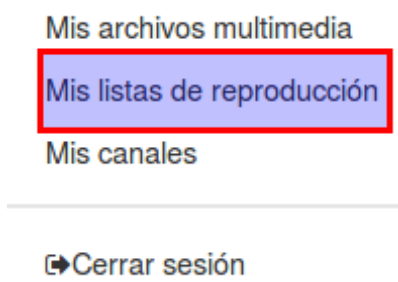 Mis archivos multimedia
Mis listas de reproducción
Mis canales
Cerrar sesión